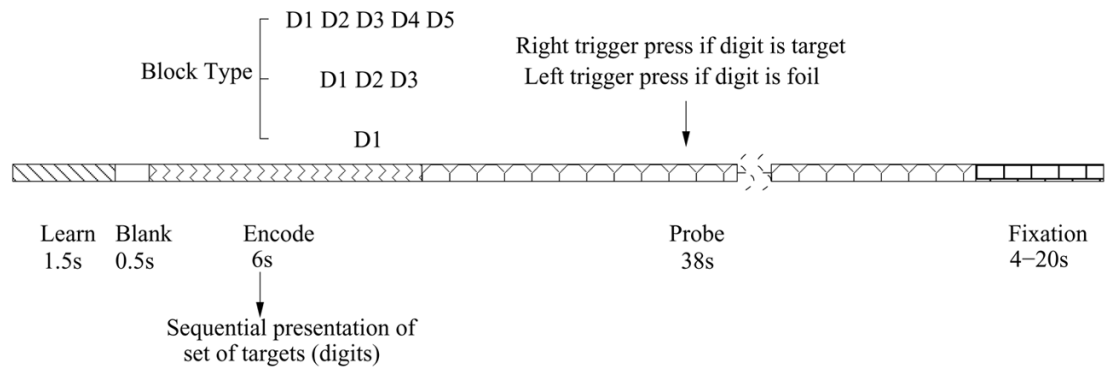 D1 D2 D3 D4 D5
Block Type
D1 D2 D3
D1
Right trigger press if digit is target
Left trigger press if digit is foil
Learn
1.5s
Blank
0.5s
Encode
6s
Probe
38s
Fixation
4−20s
Sequential presentation of
set of targets (digits)